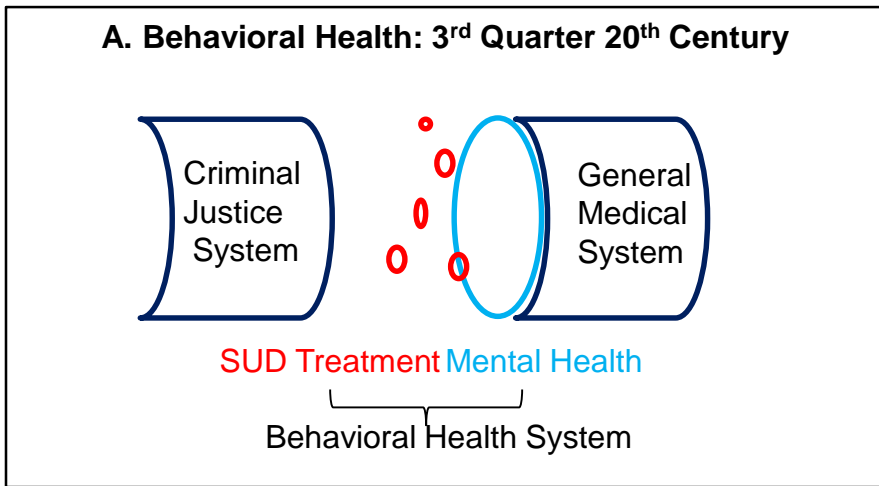 A. Behavioral Health: 3rd Quarter 20th Century
Criminal
Justice
System
General
Medical
System
SUD Treatment Mental Health
Behavioral Health System